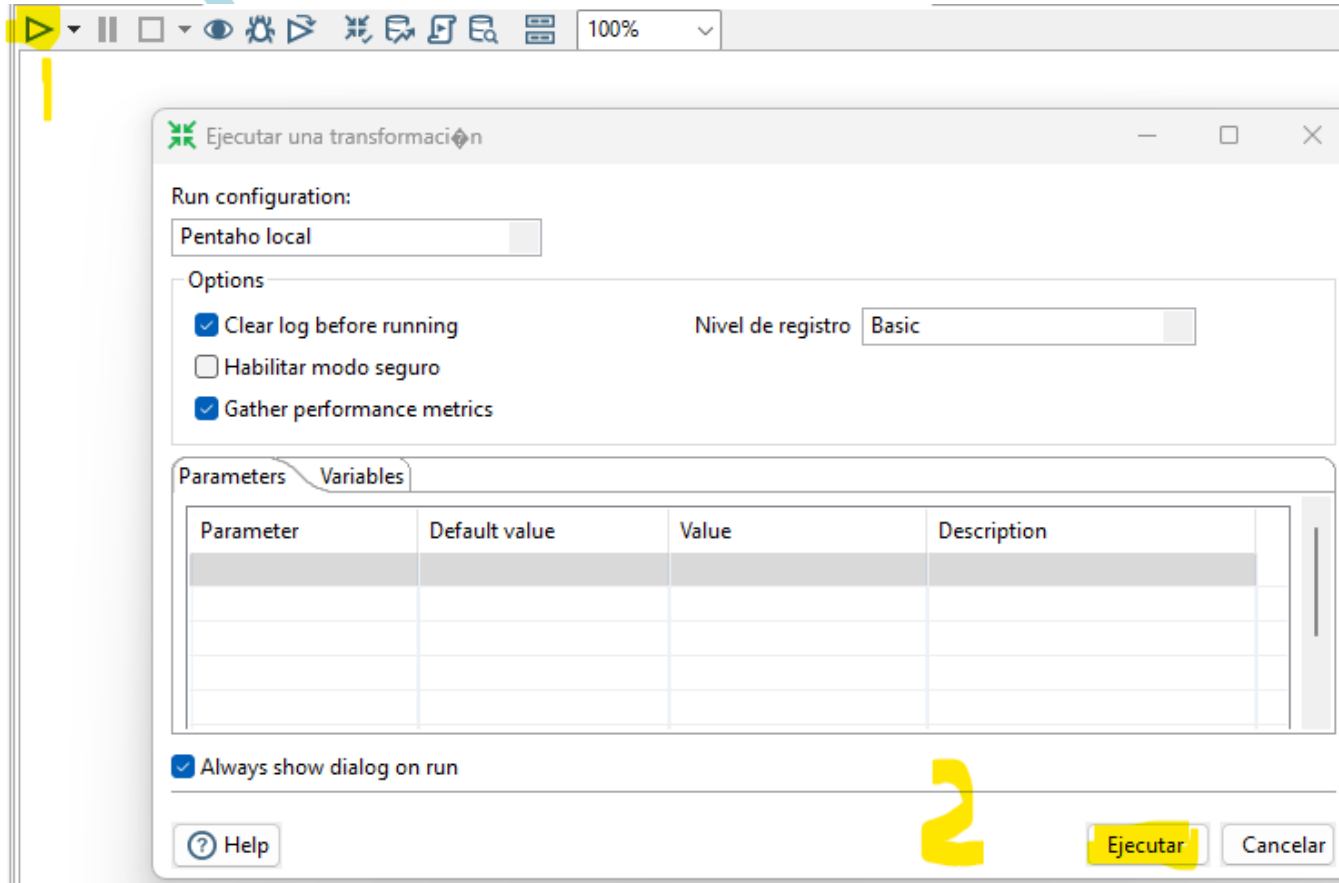 100%
1
Ejecutar una transformaci�n
Run configuration:
Pentaho local
Options
Clear log before running
Nivel de registro Basic
Habilitar modo seguro
Gather performance metrics
Parameters Variables
Parameter Default value Value Description
Always show dialog on run
2
Help Ejecutar Cancelar